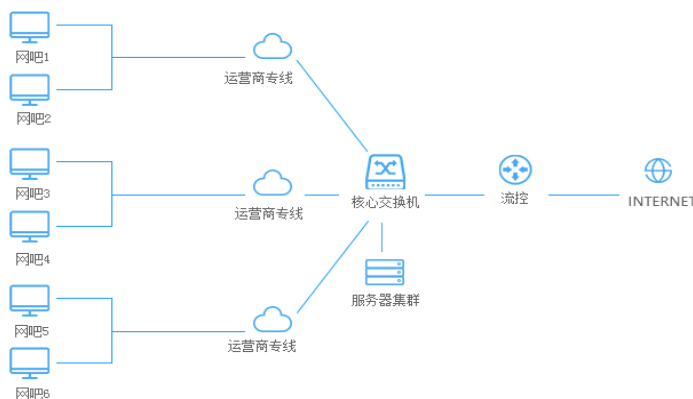 网吧1
运营商专线
网吧2
网吧3
核心交换机
流控
INTERNET
运营商专线
网吧4
服务器集群
网吧5
运营商专线
网吧6